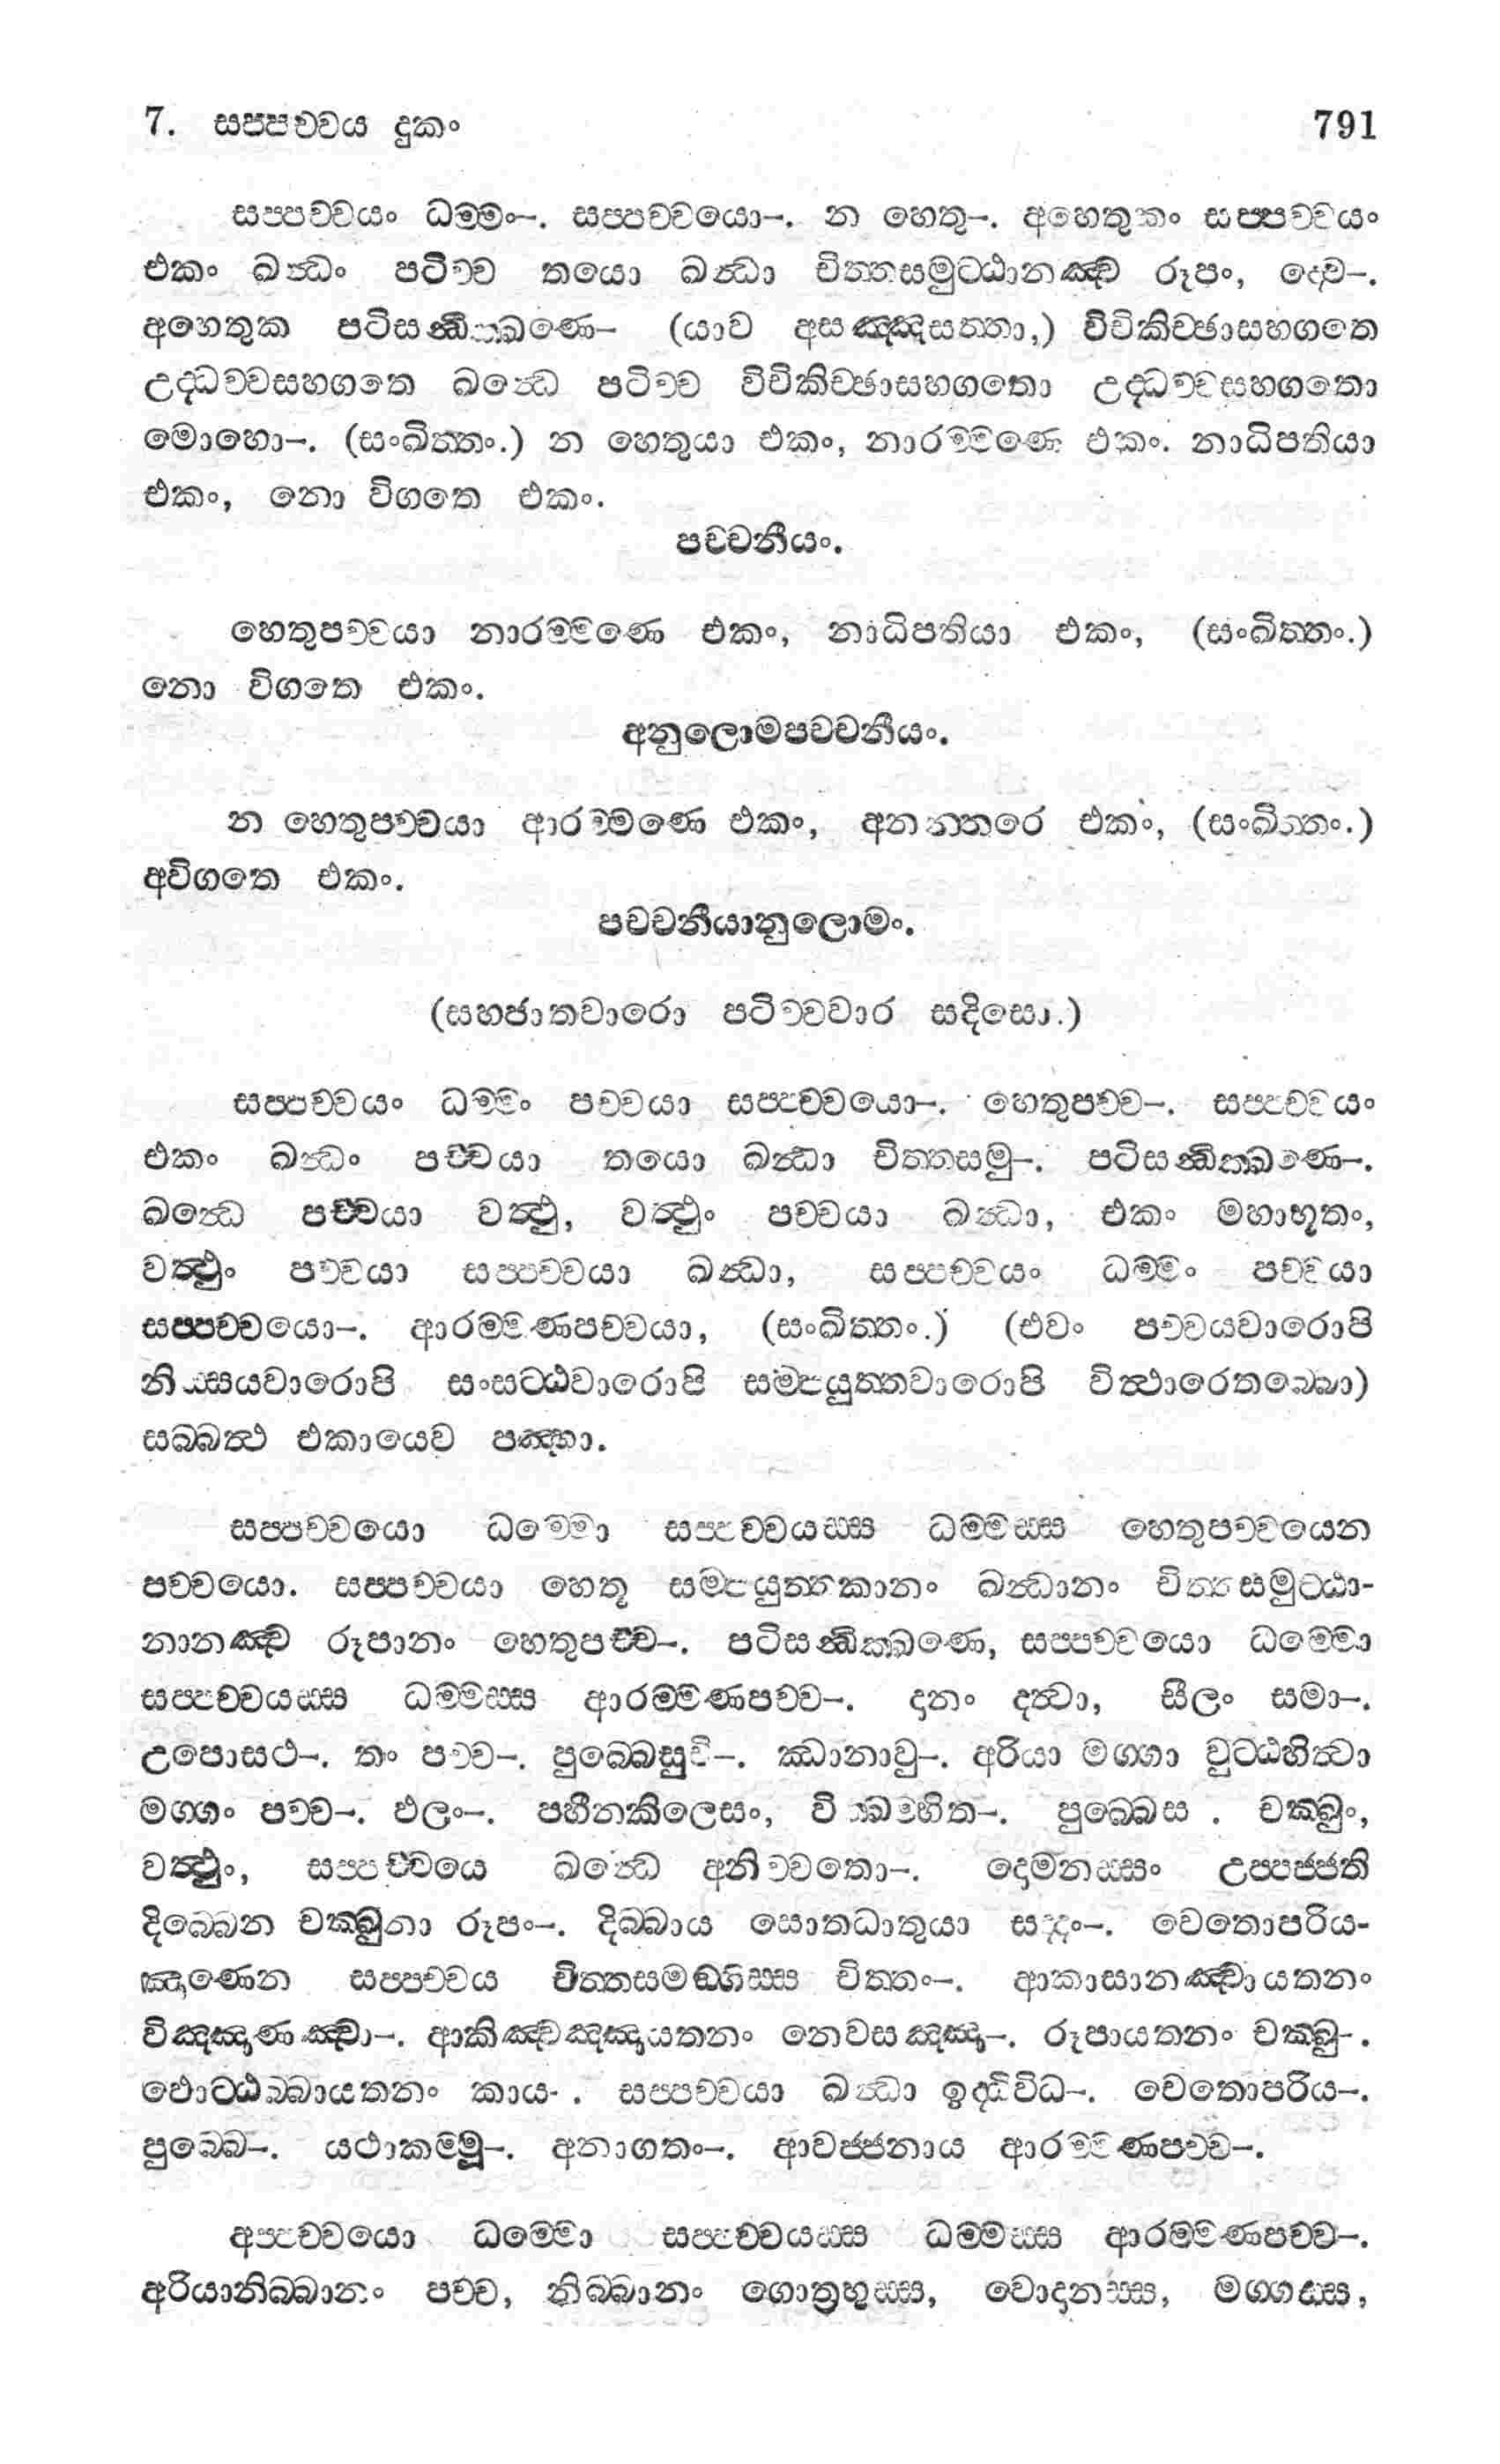 7. සප්පච්චය දුකං 791
සප්පච්චයං ධම්මං–. සප්පච්චයො–. න හෙතු–. අහෙතුකං සප්පච්චයං
එකං ඛන්ධං පටිච්ච තයො ඛන්ධා චිත්තසමුට්ඨානඤ්ච රූපං, ද්වෙ–.
අහෙතුක පටිසන්ධික්ඛණෙ– (යාව අසඤ්ඤසත්තා,) විචිකිච්ඡාසහගතෙ
උද්ධච්චසහගතෙ ඛන්ධෙ පටිච්ච විචිකිච්ඡාසහගතො උද්ධච්චසහගතො
මොහො–. (සංඛිත්තං.) න හෙතුයා එකං, නාරම්මණෙ එකං. නාධිපතියා
එකං, නො විගතෙ එකං.
පච්චනීයං.
හෙතුපච්චයා නාරම්මණෙ එකං, නාධිපතියා එකං, (සංඛිත්තං.)
නො විගතෙ එකං.
අනුලොමපච්චනීයං.
න හෙතුපච්චයා ආරම්මණෙ එකං, අනන්තරෙ එකං, (සංඛිත්තං.)
අවිගතෙ එකං.
පච්චනීයානුලොමං.
(සහජාතවාරො පටිච්චවාර සදිසො.)
සප්පච්චයං ධම්මං පච්චයා සප්පච්චයො–. හෙතුපච්ච–. සප්පච්චයං
එකං ඛන්ධං පච්චයා තයො ඛන්ධා චිත්තසමු–. පටිසන්ධික්ඛණෙ–.
ඛන්ධෙ පච්චයා වත්ථු, වත්ථුං පච්චයා ඛන්ධා, එකං මහාභූතං,
වත්ථුං පච්චයා සප්පච්චයා ඛන්ධා, සප්පච්චයං ධම්මං පච්චයා
සප්පච්චයො–. ආරම්මණපච්චයා, (සංඛිත්තං.) (එවං පච්චයවාරොපි
නිස්සයවාරොපි සංසට්ඨවාරොපි සම්පයුත්තවාරොපි විත්ථාරෙතබ්බො)
සබ්බත්ථ එකායෙව පඤ්හා.
සප්පච්චයො ධම්මො සප්පච්චයස්ස ධම්මස්ස හෙතුපච්චයෙන
පච්චයො. සප්පච්චයා හෙතූ සම්පයුත්තකානං ඛන්ධානං චිත්තසමුට්ඨා-
නානඤ්ච රූපානං හෙතුපච්ච–. පටිසන්ධික්ඛණෙ, සප්පච්චයො ධම්මො
සප්පච්චයස්ස ධම්මස්ස ආරම්මණපච්ච–. දානං දත්වා, සීලං සමා–.
උපොසථ–. තං පච්ච–. පුබ්බෙසුචි–. ඣානාවු–. අරියා මග්ගා වුට්ඨහිත්වා
මග්ගං පච්ච–. ඵලං–. පහීනකිලෙසං, වික්ඛම්භිත–. පුබ්බෙස . චක්ඛුං,
වත්ථුං, සප්පච්චයෙ ඛන්ධෙ අනිච්චතො–. දොමනස්සං උප්පජ්ජති
දිබ්බෙන චක්ඛුනා රූපං–. දිබ්බාය සොතධාතුයා සද්දං–. චෙතොපරිය-
ඤාණෙන සප්පච්චය චිත්තසමඞ්ගිස්ස චිත්තං–. ආකාසානඤ්චායතනං
විඤ්ඤාණඤ්චා–. ආකිඤ්චඤ්ඤායතනං නෙවසඤ්ඤා–. රූපායතනං චක්ඛු–.
ඵොට්ඨබ්බායතනං කාය- . සප්පච්චයා ඛන්ධා ඉද්ධිවිධ–. චෙතොපරිය–.
පුබ්බෙ–. යථාකම්මූ–. අනාගතං–. ආවජ්ජනාය ආරම්මණපච්ච–.
අප්පච්චයො ධම්මො සප්පච්චයස්ස ධම්මස්ස ආරම්මණපච්ච–.
අරියානිබ්බානං පච්ච, නිබ්බානං ගොත්‍රභුස්ස, වොදානස්ස, මග්ගස්ස,